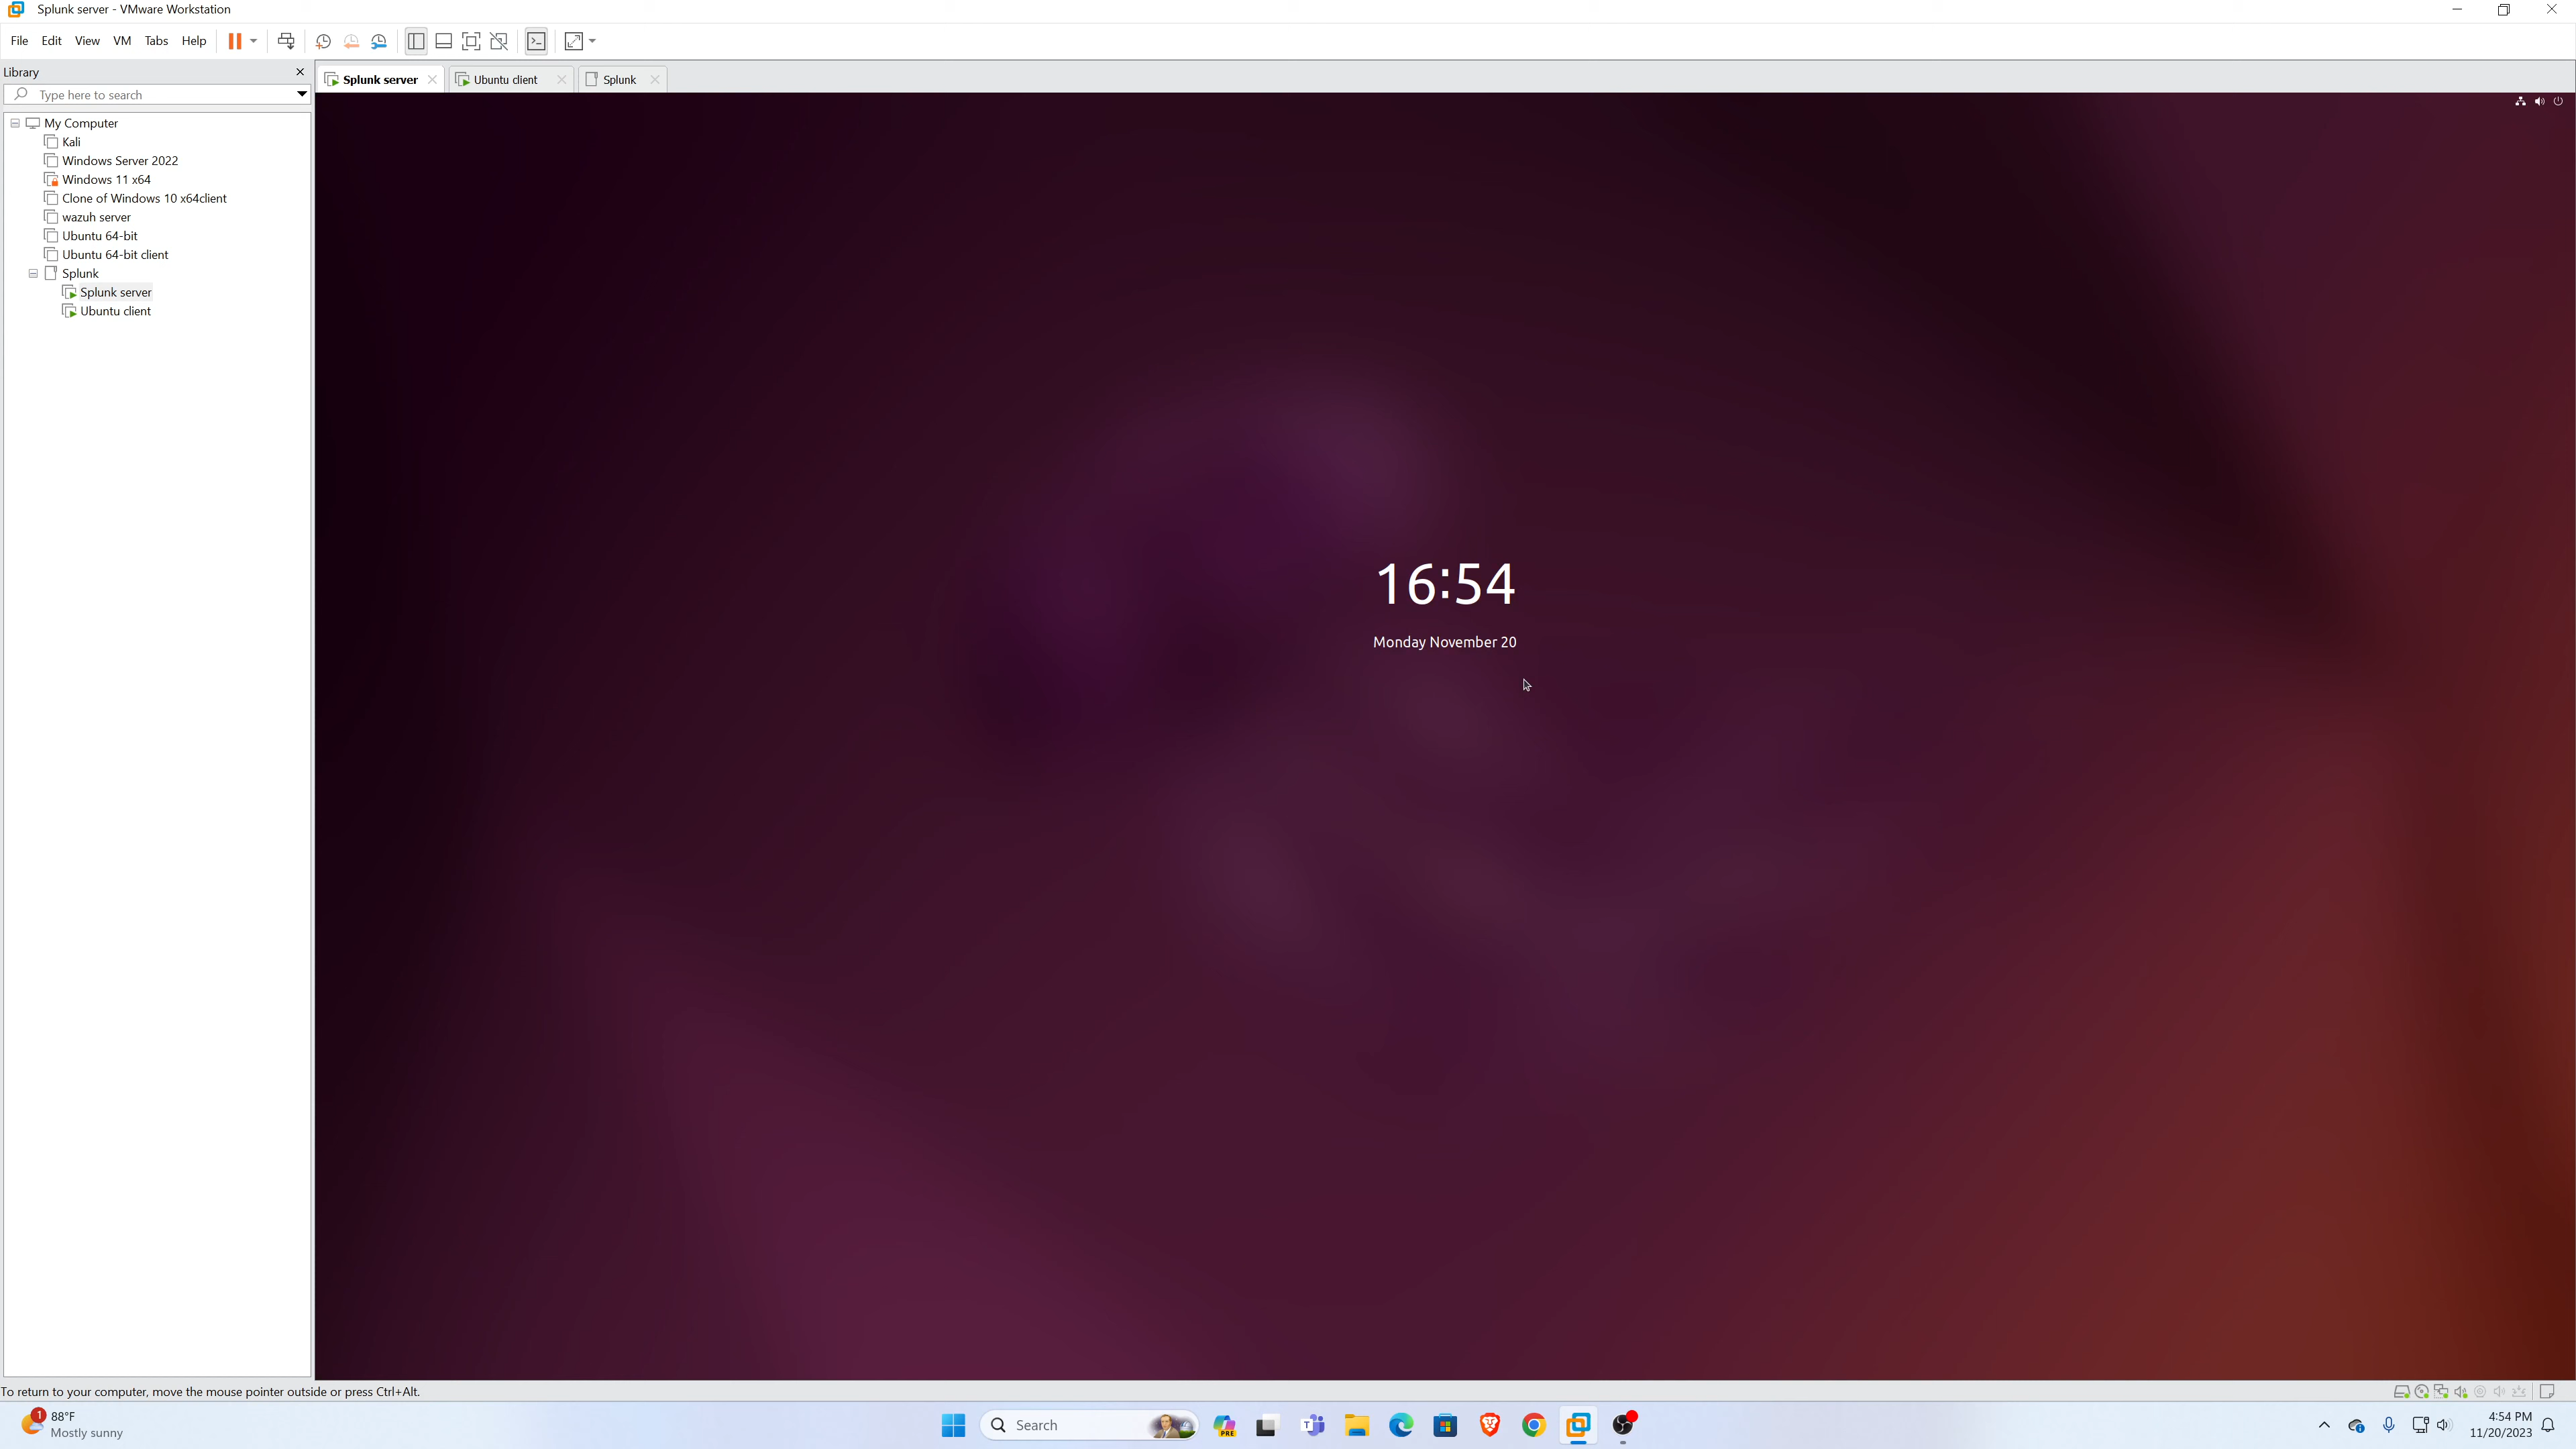 Splunk server - VMware Workstation
File Edit View VM Tabs Help
Library
Type here to search
My Computer
Kali
Windows Server 2022
Windows 11 x64
Clone of Windows 10 x64client
wazuh server
Ubuntu 64-bit
Ubuntu 64-bit client
Splunk
Splunk server
Ubuntu client
Splunk server
Ubuntu client
Splunk
16:54
Monday November 20
To return to your computer, move the mouse pointer outside or press Ctrl+Alt.
1
88°F
Mostly sunny
Search
PRE
T
4:54 PM
11/20/2023